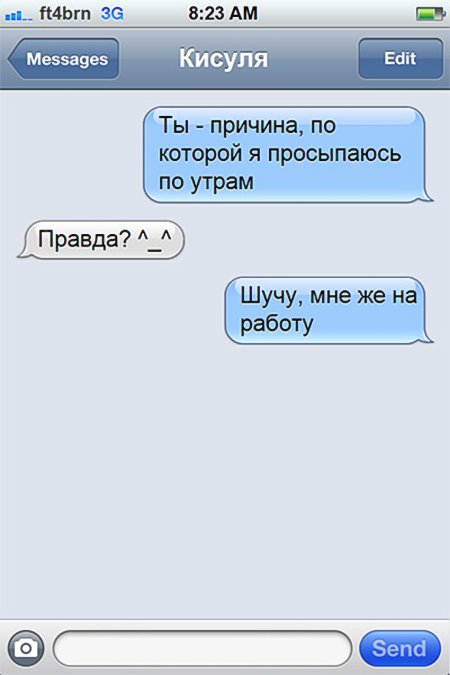 ft4brn 3G 8:23 AM
Messages Кисуля Edit
Ты - причина, по
которой я просыпаюсь
по утрам
Правда? ^_^
Шучу, мне же на
работу
Send